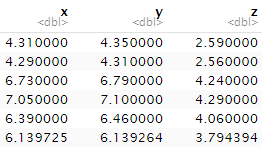 x y z
<dbl> <dbl> <dbl>
4.310000 4.350000 2.590000
4.290000 4.310000 2.560000
6.730000 6.790000 4.240000
7.050000 7.100000 4.290000
6.390000 6.460000 4.060000
6.139725 6.139264 3.794394